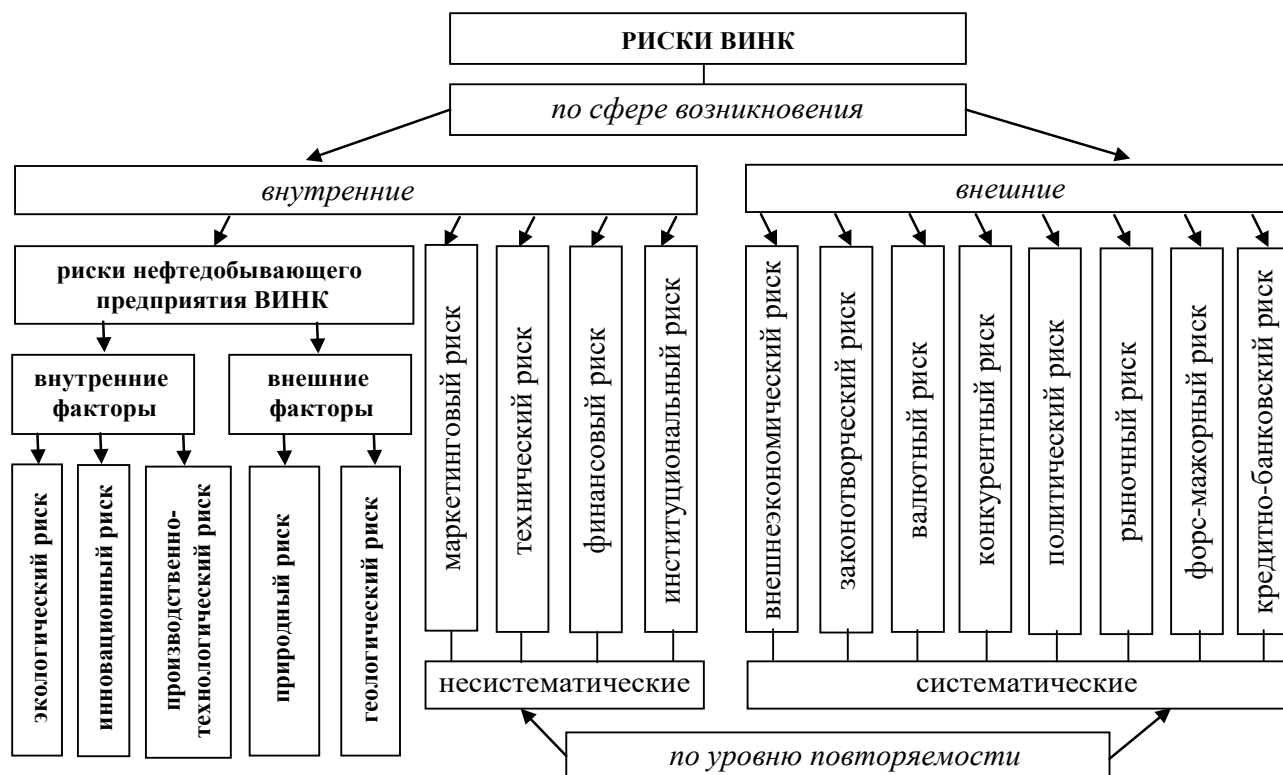 РИСКИ ВИНК
по сфере возникновения
внутренние
внешние
риски нефтедобывающего
предприятия ВИНК
маркетинговый риск
технический риск
финансовый риск
институциональный риск
внешнеэкономический риск
законотворческий риск
валютный риск
конкурентный риск
политический риск
рыночный риск
форс-мажорный риск
кредитно-банковский риск
внутренние
факторы
внешние
факторы
экологический риск
инновационный риск
производственно-
технологический риск
природный риск
геологический риск
несистематические
систематические
по уровню повторяемости